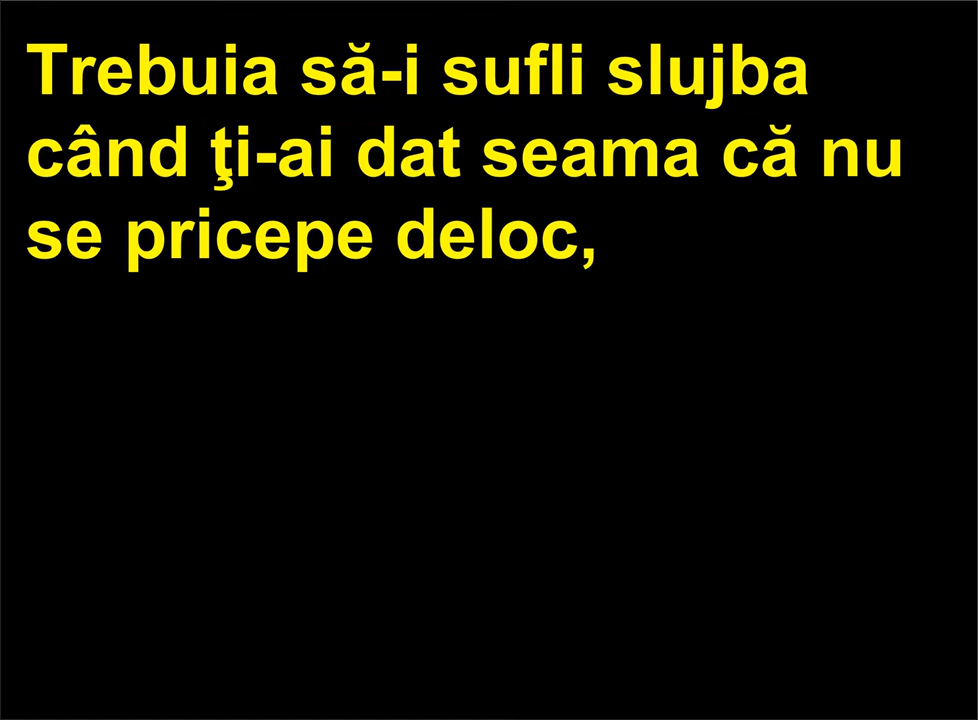 Trebuia să-i sufli slujba
când ţi-ai dat seama că nu
se pricepe deloc,